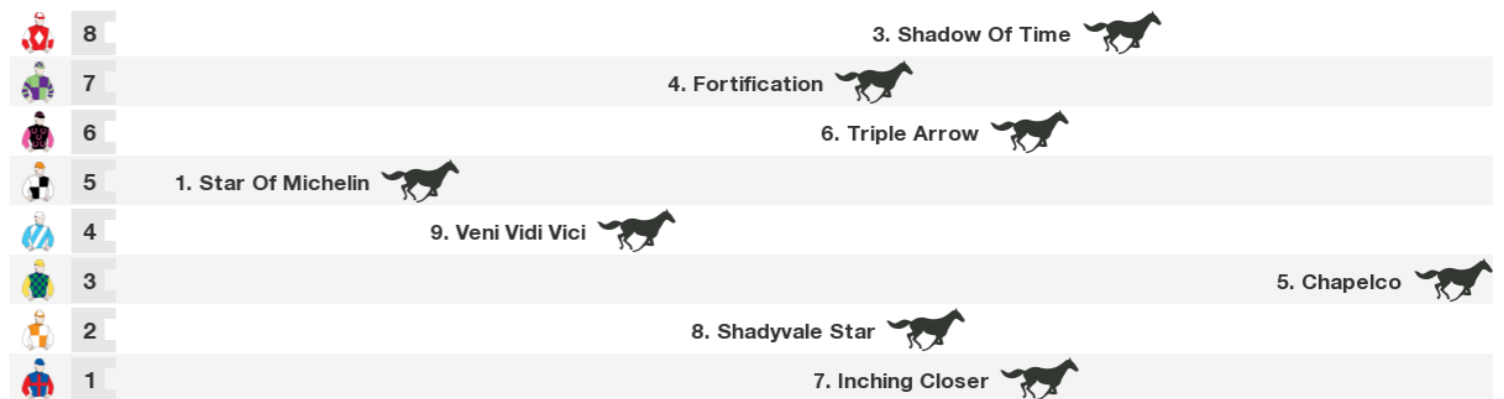 8 3. Shadow Of Time
7 4. Fortification
6 6. Triple Arrow
5 1. Star Of Michelin
4 9. Veni Vidi Vici
3 5. Chapelco
2 8. Shadyvale Star
1 7. Inching Closer